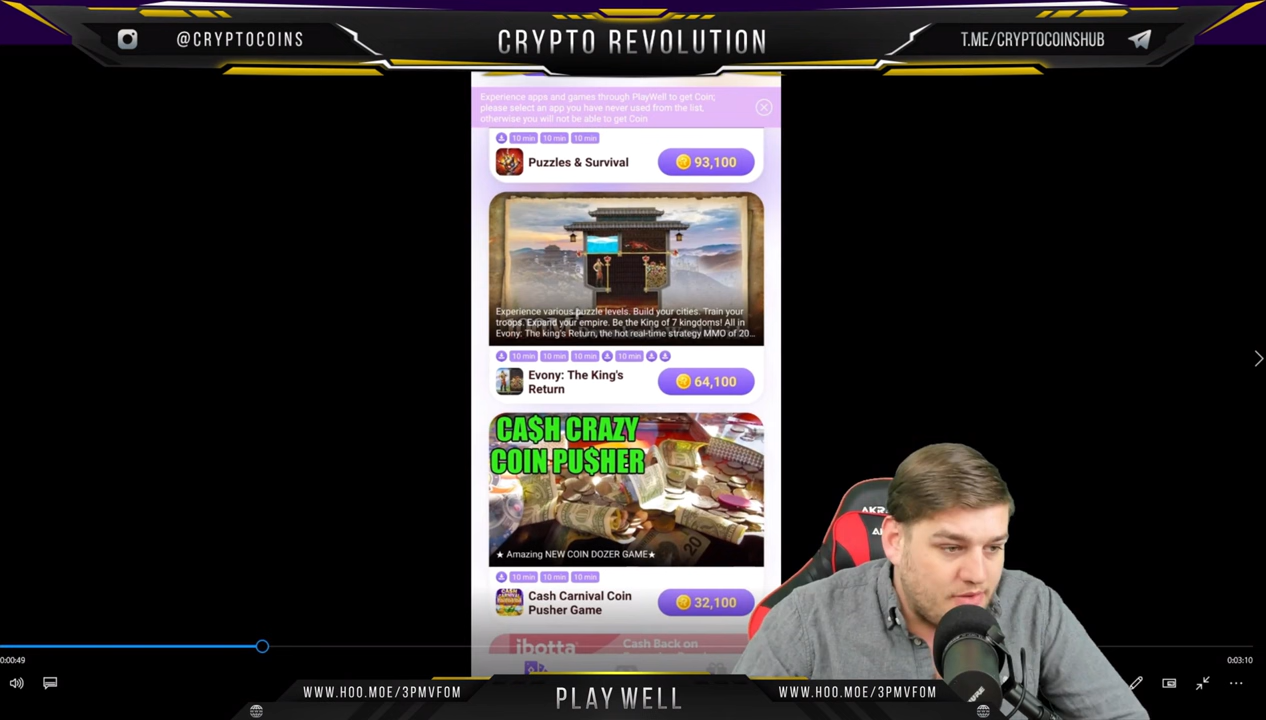 @CRYPTOCOINS
CRYPTO REVOLUTION
T.ME/CRYPTOCOINSHUB
Experience apps and games through PlayWell to get Coin;
please select an app you have never used from the list,
otherwise you will not be able to get Coin
10 min 10 min 10 min
Puzzles & Survival
93,100
Experience various puzzle levels. Build your cities. Train your
troops. Expand your empire. Be the King of 7 kingdoms! All in
Evony: The king's Return, the hot real-time strategy MMO of 20...
10 min 10 min 10 min 10 min
Evony: The King's
Return
64,100
CA$H CRAZY
COIN PU$HER
20
★ Amazing NEW COIN DOZER GAME★
10 min 10 min 10 min
Cash Carnival Coin
Pusher Game
32,100
ibotta
Cash Back on
AKR
0:00:49
0:03:10
WWW.HOO.MOE/3PMVFOM
PLAY WELL
WWW.HOO.MOE/3PMVFOM